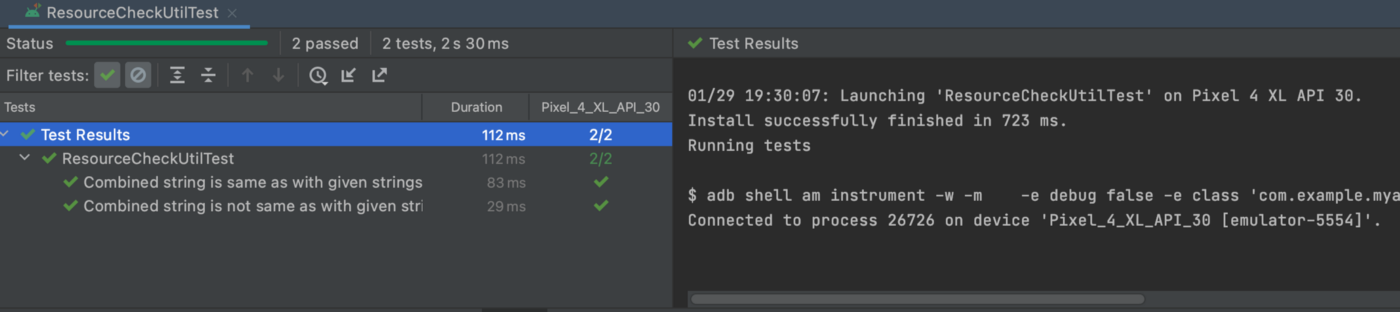 ResourceCheckUtilTest
Status 2 passed 2 tests, 2 s 30 ms
Filter tests:
Tests Duration Pixel_4_XL_API_30
Test Results 112 ms 2/2
ResourceCheckUtilTest 112 ms 2/2
Combined string is same as with given strings 83 ms
Combined string is not same as with given stri 29 ms
Test Results
01/29 19:30:07: Launching 'ResourceCheckUtilTest' on Pixel 4 XL API 30.
Install successfully finished in 723 ms.
Running tests
$ adb shell am instrument -w -m    -e debug false -e class 'com.example.mya
Connected to process 26726 on device 'Pixel_4_XL_API_30 [emulator-5554]'.